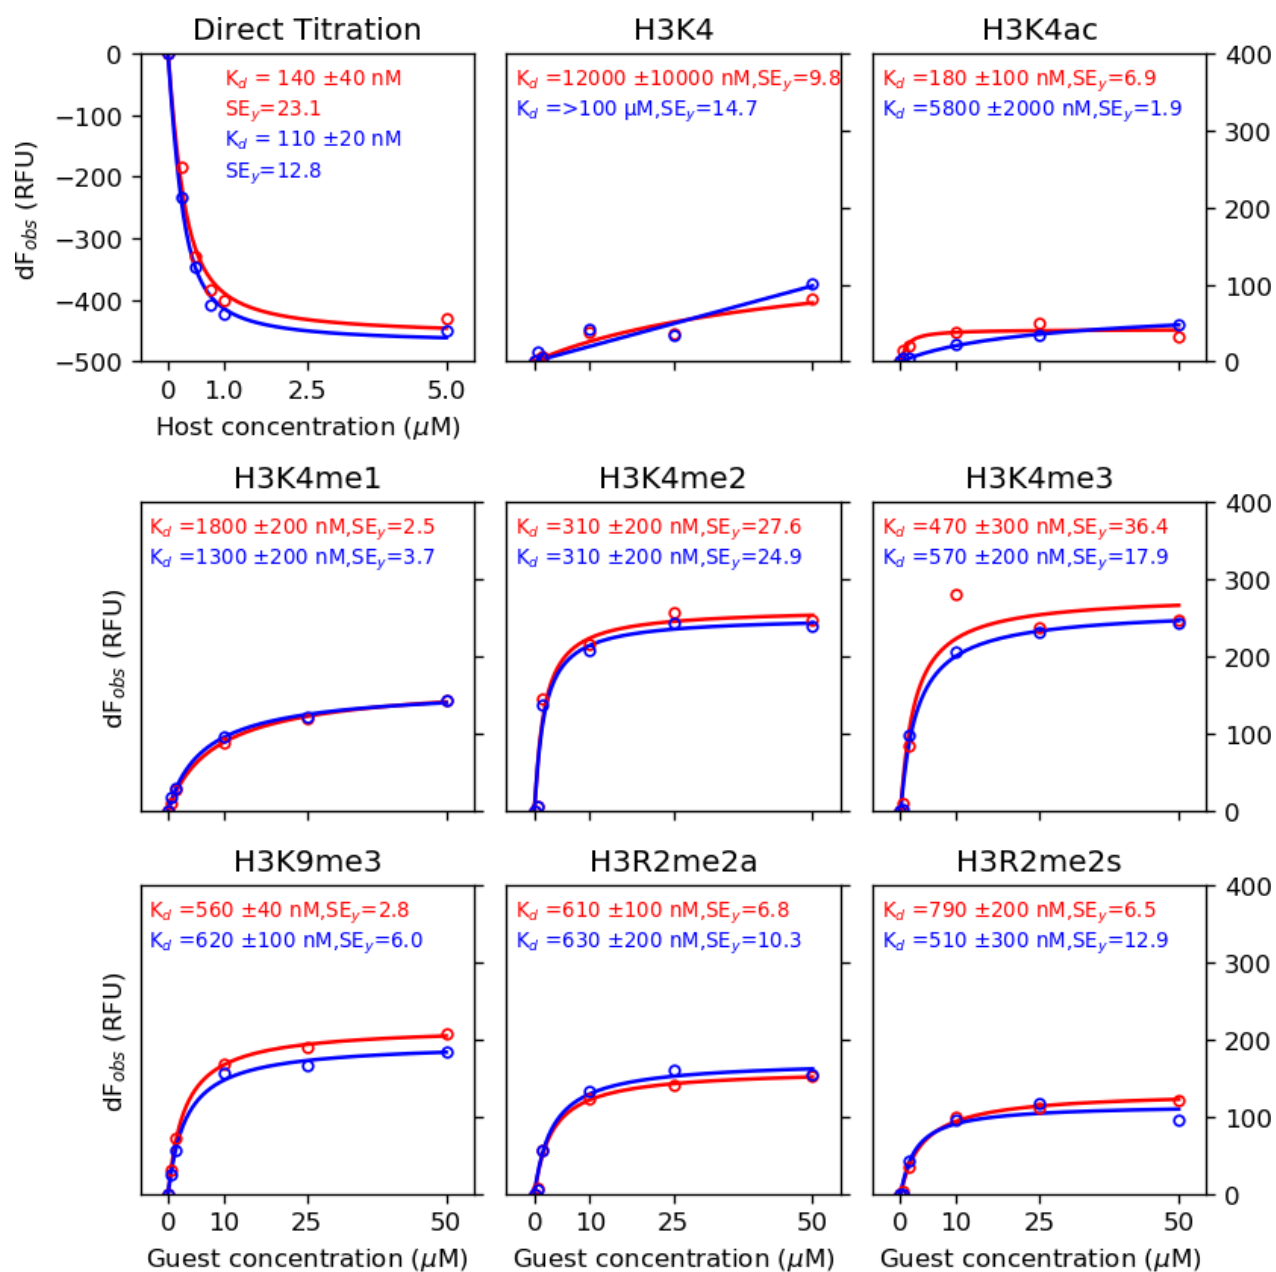 Direct Titration
H3K4
H3K4ac
0
−100
−200
−300
−400
−500
dF_obs (RFU)
K_d = 140 ±40 nM
SE_y=23.1
K_d = 110 ±20 nM
SE_y=12.8
0
1.0
2.5
5.0
Host concentration (μM)
K_d =12000 ±10000 nM,SE_y=9.8
K_d =>100 μM,SE_y=14.7
K_d =180 ±100 nM,SE_y=6.9
K_d =5800 ±2000 nM,SE_y=1.9
400
300
200
100
0
H3K4me1
H3K4me2
H3K4me3
dF_obs (RFU)
K_d =1800 ±200 nM,SE_y=2.5
K_d =1300 ±200 nM,SE_y=3.7
K_d =310 ±200 nM,SE_y=27.6
K_d =310 ±200 nM,SE_y=24.9
K_d =470 ±300 nM,SE_y=36.4
K_d =570 ±200 nM,SE_y=17.9
400
300
200
100
0
H3K9me3
H3R2me2a
H3R2me2s
dF_obs (RFU)
K_d =560 ±40 nM,SE_y=2.8
K_d =620 ±100 nM,SE_y=6.0
K_d =610 ±100 nM,SE_y=6.8
K_d =630 ±200 nM,SE_y=10.3
K_d =790 ±200 nM,SE_y=6.5
K_d =510 ±300 nM,SE_y=12.9
400
300
200
100
0
0 10 25 50
0 10 25 50
0 10 25 50
Guest concentration (μM)
Guest concentration (μM)
Guest concentration (μM)